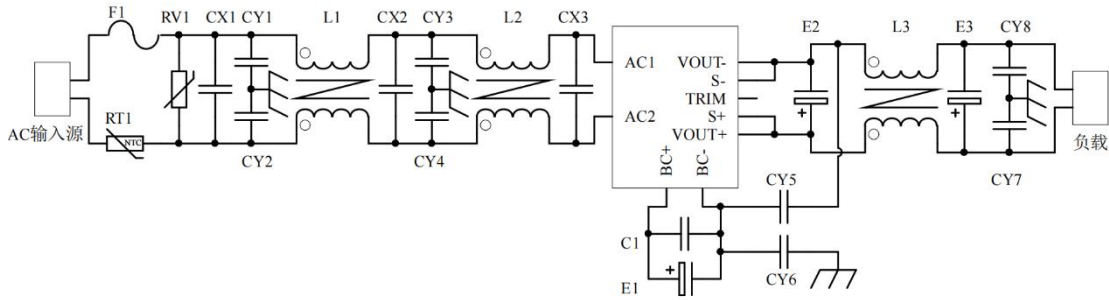 F1
RV1 CX1 CY1 L1 CX2 CY3 L2 CX3 E2 L3 E3 CY8
AC1 VOUT-
S-
TRIM
AC2 S+
VOUT+
RT1
NTC
AC输入源
负载
CY2 CY4 CY7
BC+ BC-
CY5
C1
CY6
E1
+
+
+